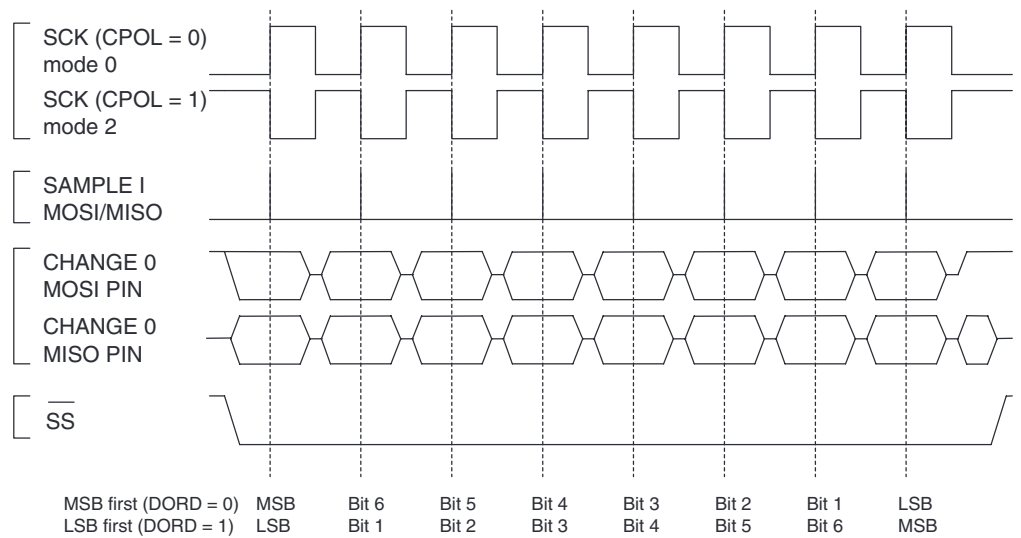 SCK (CPOL = 0)
mode 0
SCK (CPOL = 1)
mode 2
SAMPLE I
MOSI/MISO
CHANGE 0
MOSI PIN
CHANGE 0
MISO PIN
SS
MSB first (DORD = 0) MSB Bit 6 Bit 5 Bit 4 Bit 3 Bit 2 Bit 1 LSB
LSB first (DORD = 1) LSB Bit 1 Bit 2 Bit 3 Bit 4 Bit 5 Bit 6 MSB